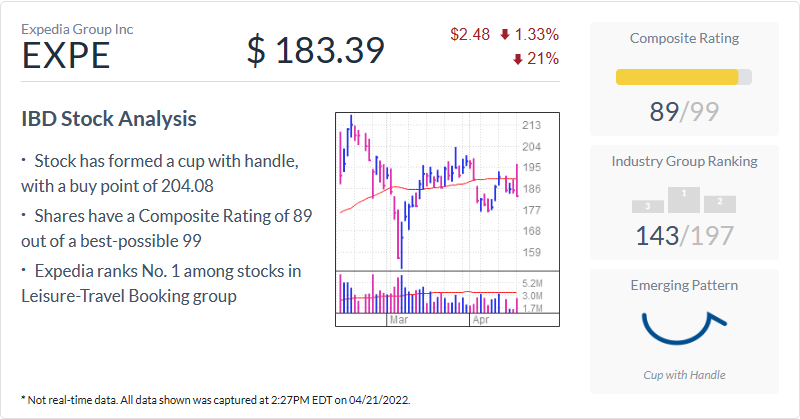 Expedia Group Inc
EXPE
$ 183.39
$2.48 1.33%
21%
IBD Stock Analysis
· Stock has formed a cup with handle,
with a buy point of 204.08
· Shares have a Composite Rating of 89
out of a best-possible 99
· Expedia ranks No. 1 among stocks in
Leisure-Travel Booking group
213
204
195
186
177
168
159
5.2M
3.0M
1.7M
Mar Apr
Composite Rating
89/99
Industry Group Ranking
3 1 2
143/197
Emerging Pattern
Cup with Handle
* Not real-time data. All data shown was captured at 2:27PM EDT on 04/21/2022.